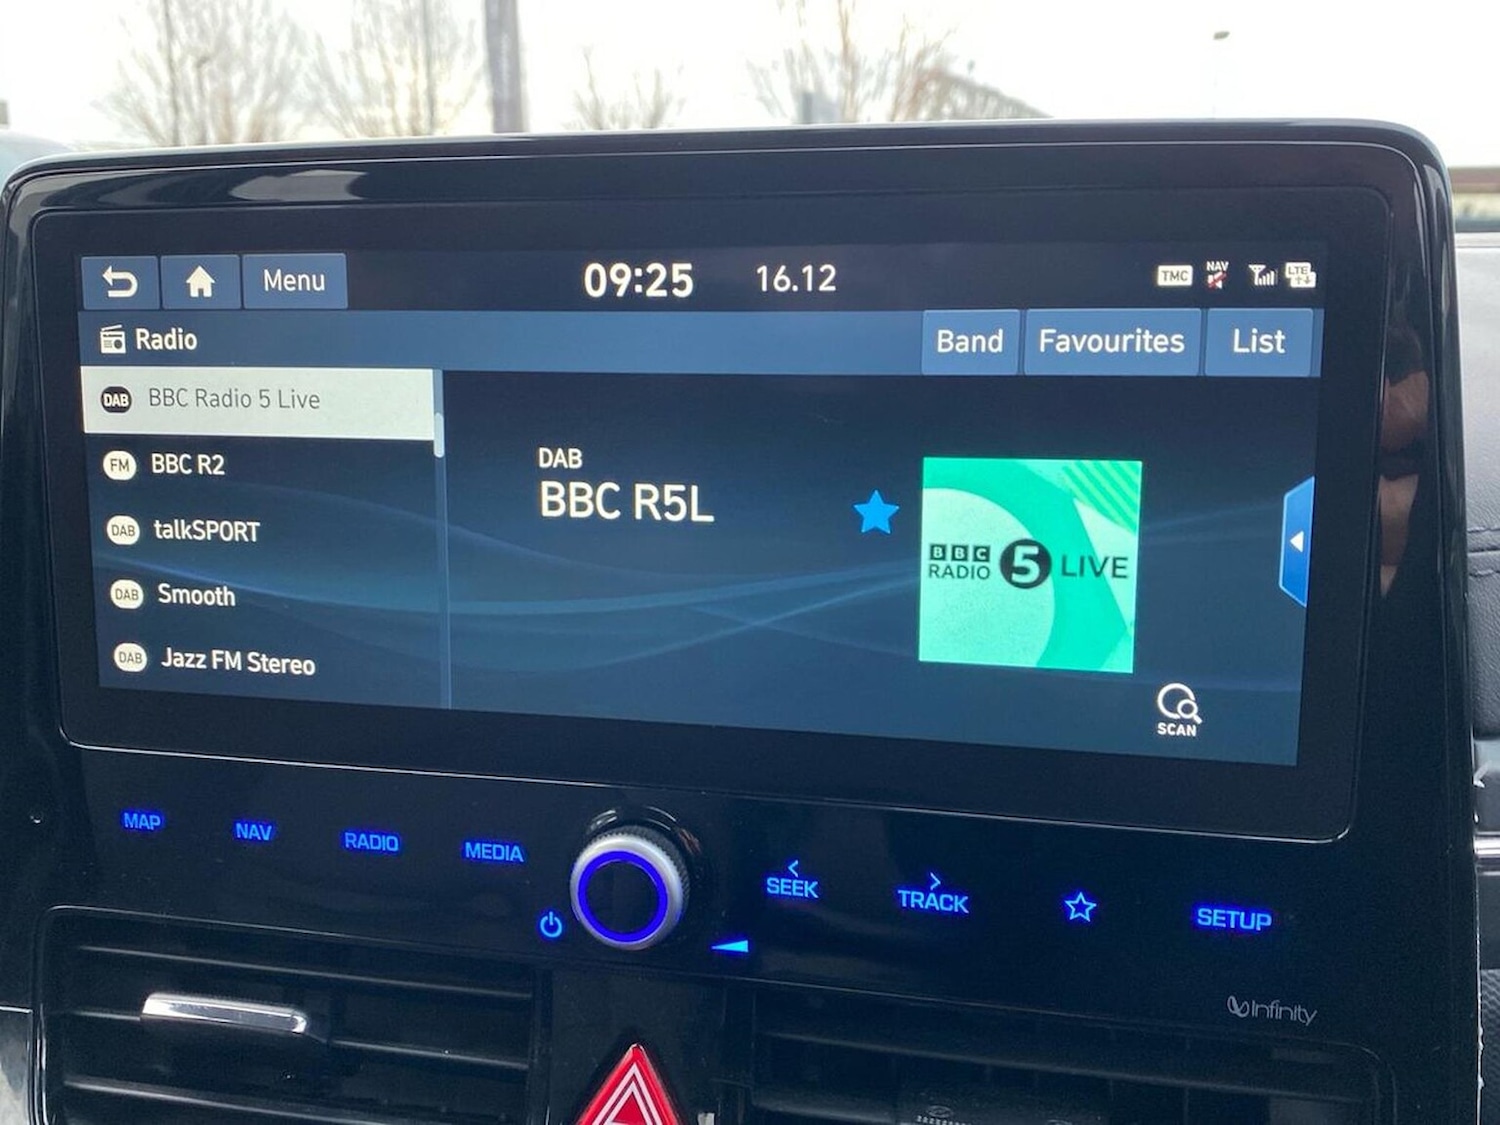 Menu
09:25
16.12
TMC
NAV
LTE
Radio
Band
Favourites
List
DAB BBC Radio 5 Live
FM BBC R2
DAB talkSPORT
DAB Smooth
DAB Jazz FM Stereo
DAB
BBC R5L
BBC
RADIO 5 LIVE
SCAN
MAP
NAV
RADIO
MEDIA
< SEEK
> TRACK
SETUP
Infinity